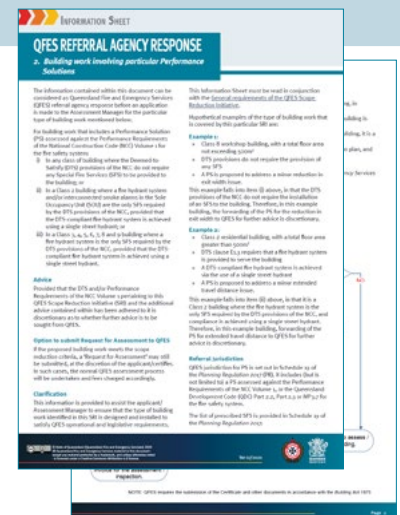 INFORMATION SHEET
QFES REFERRAL AGENCY RESPONSE
2. Building work involving particular Performance
Solutions
The information contained within this document can be
considered as Queensland Fire and Emergency Services
(QFES) referral agency response before an application
is made to the Assessment Manager for the particular
type of building work mentioned below.
For building work that includes a Performance Solution
(PS) assessed against the Performance Requirements
of the National Construction Code (NCC) Volume 1 for
the fire safety system:
i) In any class of building where the Deemed-to-
Satisfy (DTS) provisions of the NCC do not require
any Special Fire Services (SFS) to be provided to
the building; or
ii) In a Class 2 building where a fire hydrant system
and/or interconnected smoke alarms in the Sole
Occupancy Unit (SOU) are the only SFS required
by the DTS provisions of the NCC, provided that
the DTS compliant fire hydrant system is achieved
using a single street hydrant; or
iii) In a Class 3, 4, 5, 6, 7, 8 and 9 building where a
fire hydrant system is the only SFS required by the
DTS provisions of the NCC, provided that the DTS
compliant fire hydrant system is achieved using a
single street hydrant.
Advice
Provided that the DTS and/or Performance
Requirements of the NCC Volume 1 pertaining to this
QFES Scope Reduction Initiative (SRI) and the additional
advice contained within has been adhered to it is
discretionary as to whether further advice is to be
sought from QFES.
Option to submit Request for Assessment to QFES
If the proposed building work meets the scope
reduction criteria, a 'Request for Assessment' may still
be submitted, at the discretion of the applicant/certifier.
In such cases, the normal QFES assessment process
will be undertaken and fees charged accordingly.
Clarification
This information is provided to assist the applicant/
Assessment Manager to ensure that the type of building
work identified in this SRI is designed and installed to
satisfy QFES operational and legislative requirements.
This Information Sheet must be read in conjunction
with the General requirements of the QFES Scope
Reduction Initiative.
Hypothetical examples of the type of building work that
is covered by this particular SRI are:
Example 1:
• Class 8 workshop building, with a total floor area
not exceeding 500m²
• DTS provisions do not require the provision of
any SFS
• A PS is proposed to address a minor reduction in
exit width issue.
This example falls into item (i) above, in that the DTS
provisions of the NCC do not require the installation
of an SFS to the building. Therefore, in this example
building, the forwarding of the PS for the reduction in
exit width to QFES for further advice is discretionary.
Example 2:
• Class 2 residential building, with a total floor area
greater than 500m²
• DTS clause E1.3 requires that a fire hydrant system
is provided to serve the building
• A DTS compliant fire hydrant system is achieved
via the use of a single street hydrant
• A PS is proposed to address a minor extended
travel distance issue.
This example falls into item (ii) above, in that it is a
Class 2 building where the fire hydrant system is the
only SFS required by the DTS provisions of the NCC, and
compliance is achieved using a single street hydrant.
Therefore, in this example building, forwarding of the
PS for extended travel distance to QFES for further
advice is discretionary.
Referral Jurisdiction
QFES jurisdiction for PS is set out in Schedule 19 of
the Planning Regulation 2017 (PR). It includes (but is
not limited to) a PS assessed against the Performance
Requirements of the NCC Volume 1, or the Queensland
Development Code (QDC) Part 2.2, Part 2.3 or MP 3.7 for
the fire safety system.
The list of prescribed SFS is provided in Schedule 19 of
the Planning Regulation 2017.
inspection.
NOTE: QFES requires the submission of the Certificate and other documents in accordance with the Building Act 1975